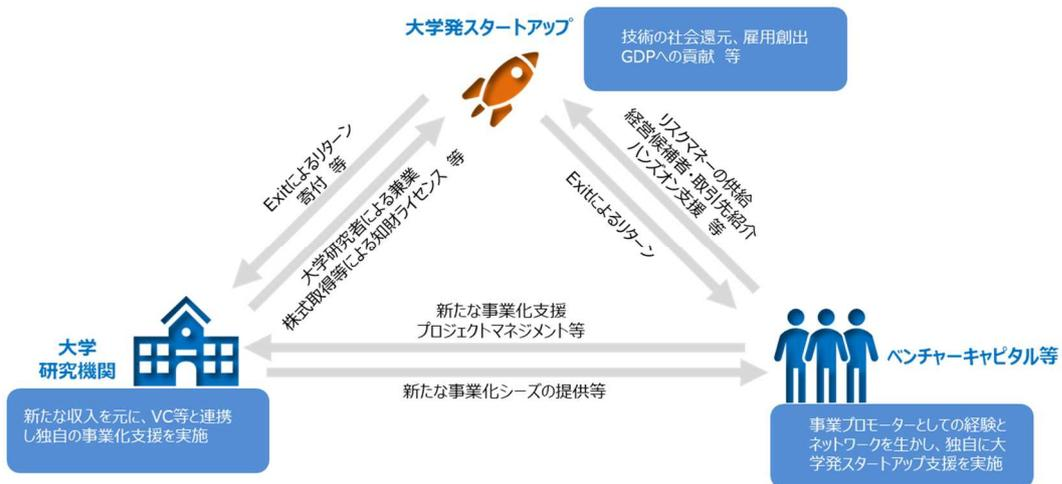 大学発スタートアップ
技術の社会還元、雇用創出
GDPへの貢献 等
Exitによるリターン
寄付 等
大学研究者による兼業
株式取得等による知財ライセンス 等
リスクマネーの供給
経営候補者・取引先紹介
ハンズオン支援 等
Exitによるリターン
新たな事業化支援
プロジェクトマネジメント等
新たな事業化シーズの提供等
大学
研究機関
新たな収入を元に、VC等と連携
し独自の事業化支援を実施
ベンチャーキャピタル等
事業プロモーターとしての経験と
ネットワークを生かし、独自に大
学発スタートアップ支援を実施